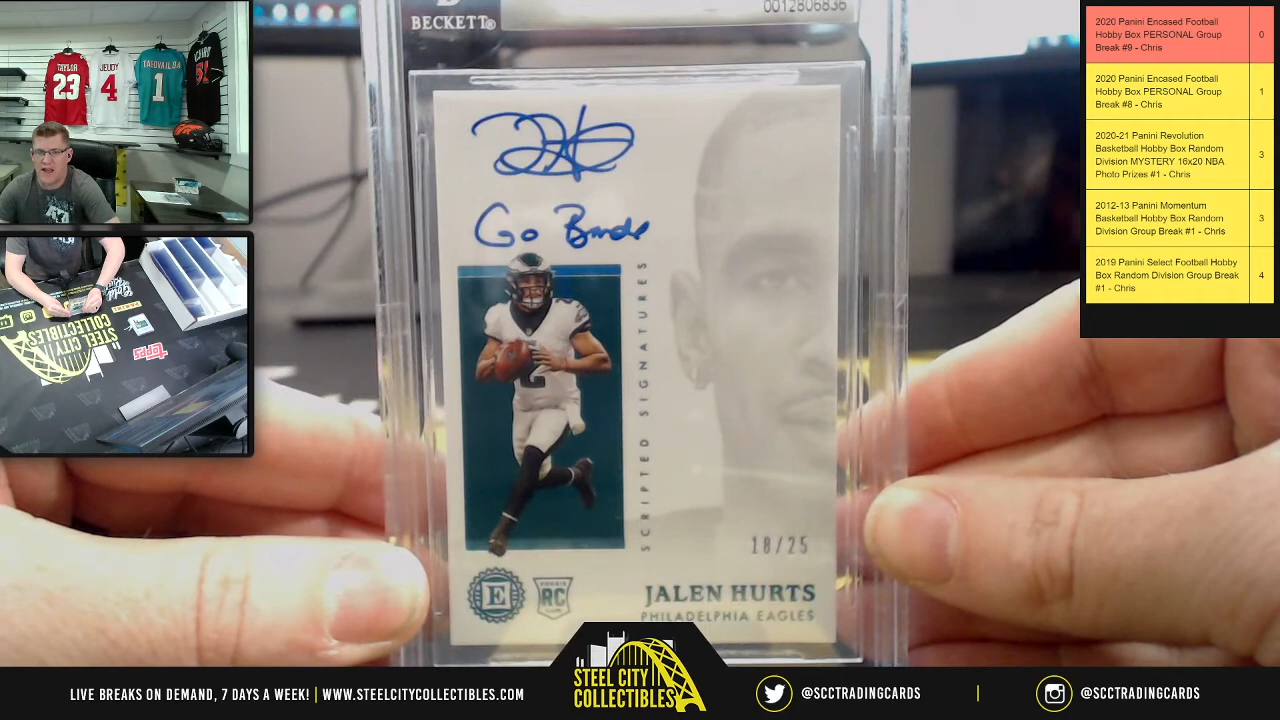 TAYLOR
23
JEUDY
4
TAGOVAILOA
1
STEEL CITY
COLLECTIBLES
Topps
BECKETT®
0012806836
Go Birds
SCRIPTED SIGNATURES
18/25
E
RC
JALEN HURTS
PHILADELPHIA EAGLES
2020 Panini Encased Football
Hobby Box PERSONAL Group
Break #9 - Chris
0
2020 Panini Encased Football
Hobby Box PERSONAL Group
Break #8 - Chris
1
2020-21 Panini Revolution
Basketball Hobby Box Random
Division MYSTERY 16x20 NBA
Photo Prizes #1 - Chris
3
2012-13 Panini Momentum
Basketball Hobby Box Random
Division Group Break #1 - Chris
3
2019 Panini Select Football Hobby
Box Random Division Group Break
#1 - Chris
4
LIVE BREAKS ON DEMAND, 7 DAYS A WEEK! | WWW.STEELCITYCOLLECTIBLES.COM
STEEL CITY
COLLECTIBLES
@SCCTRADINGCARDS
@SCCTRADINGCARDS